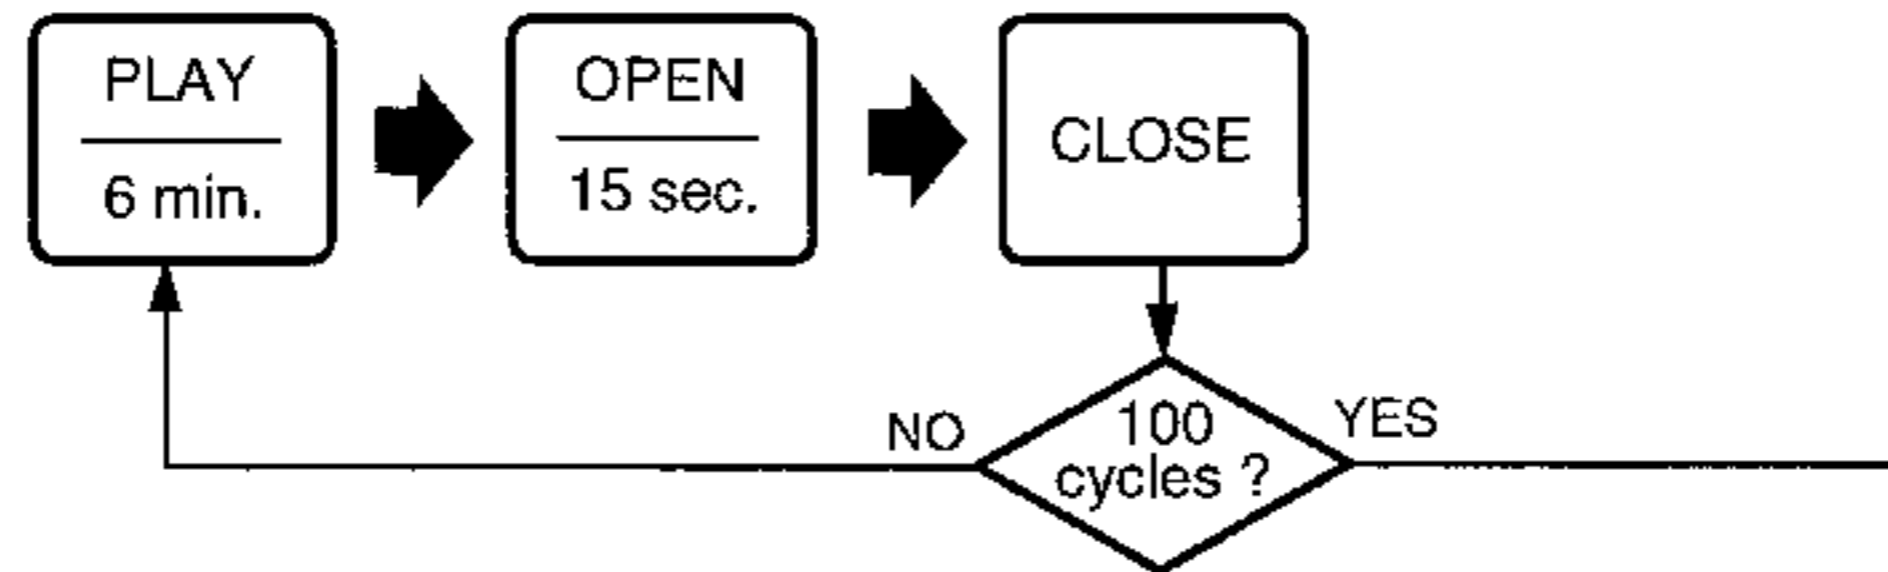 PLAY
6 min.
OPEN
15 sec.
CLOSE
NO
100
cycles ?
YES